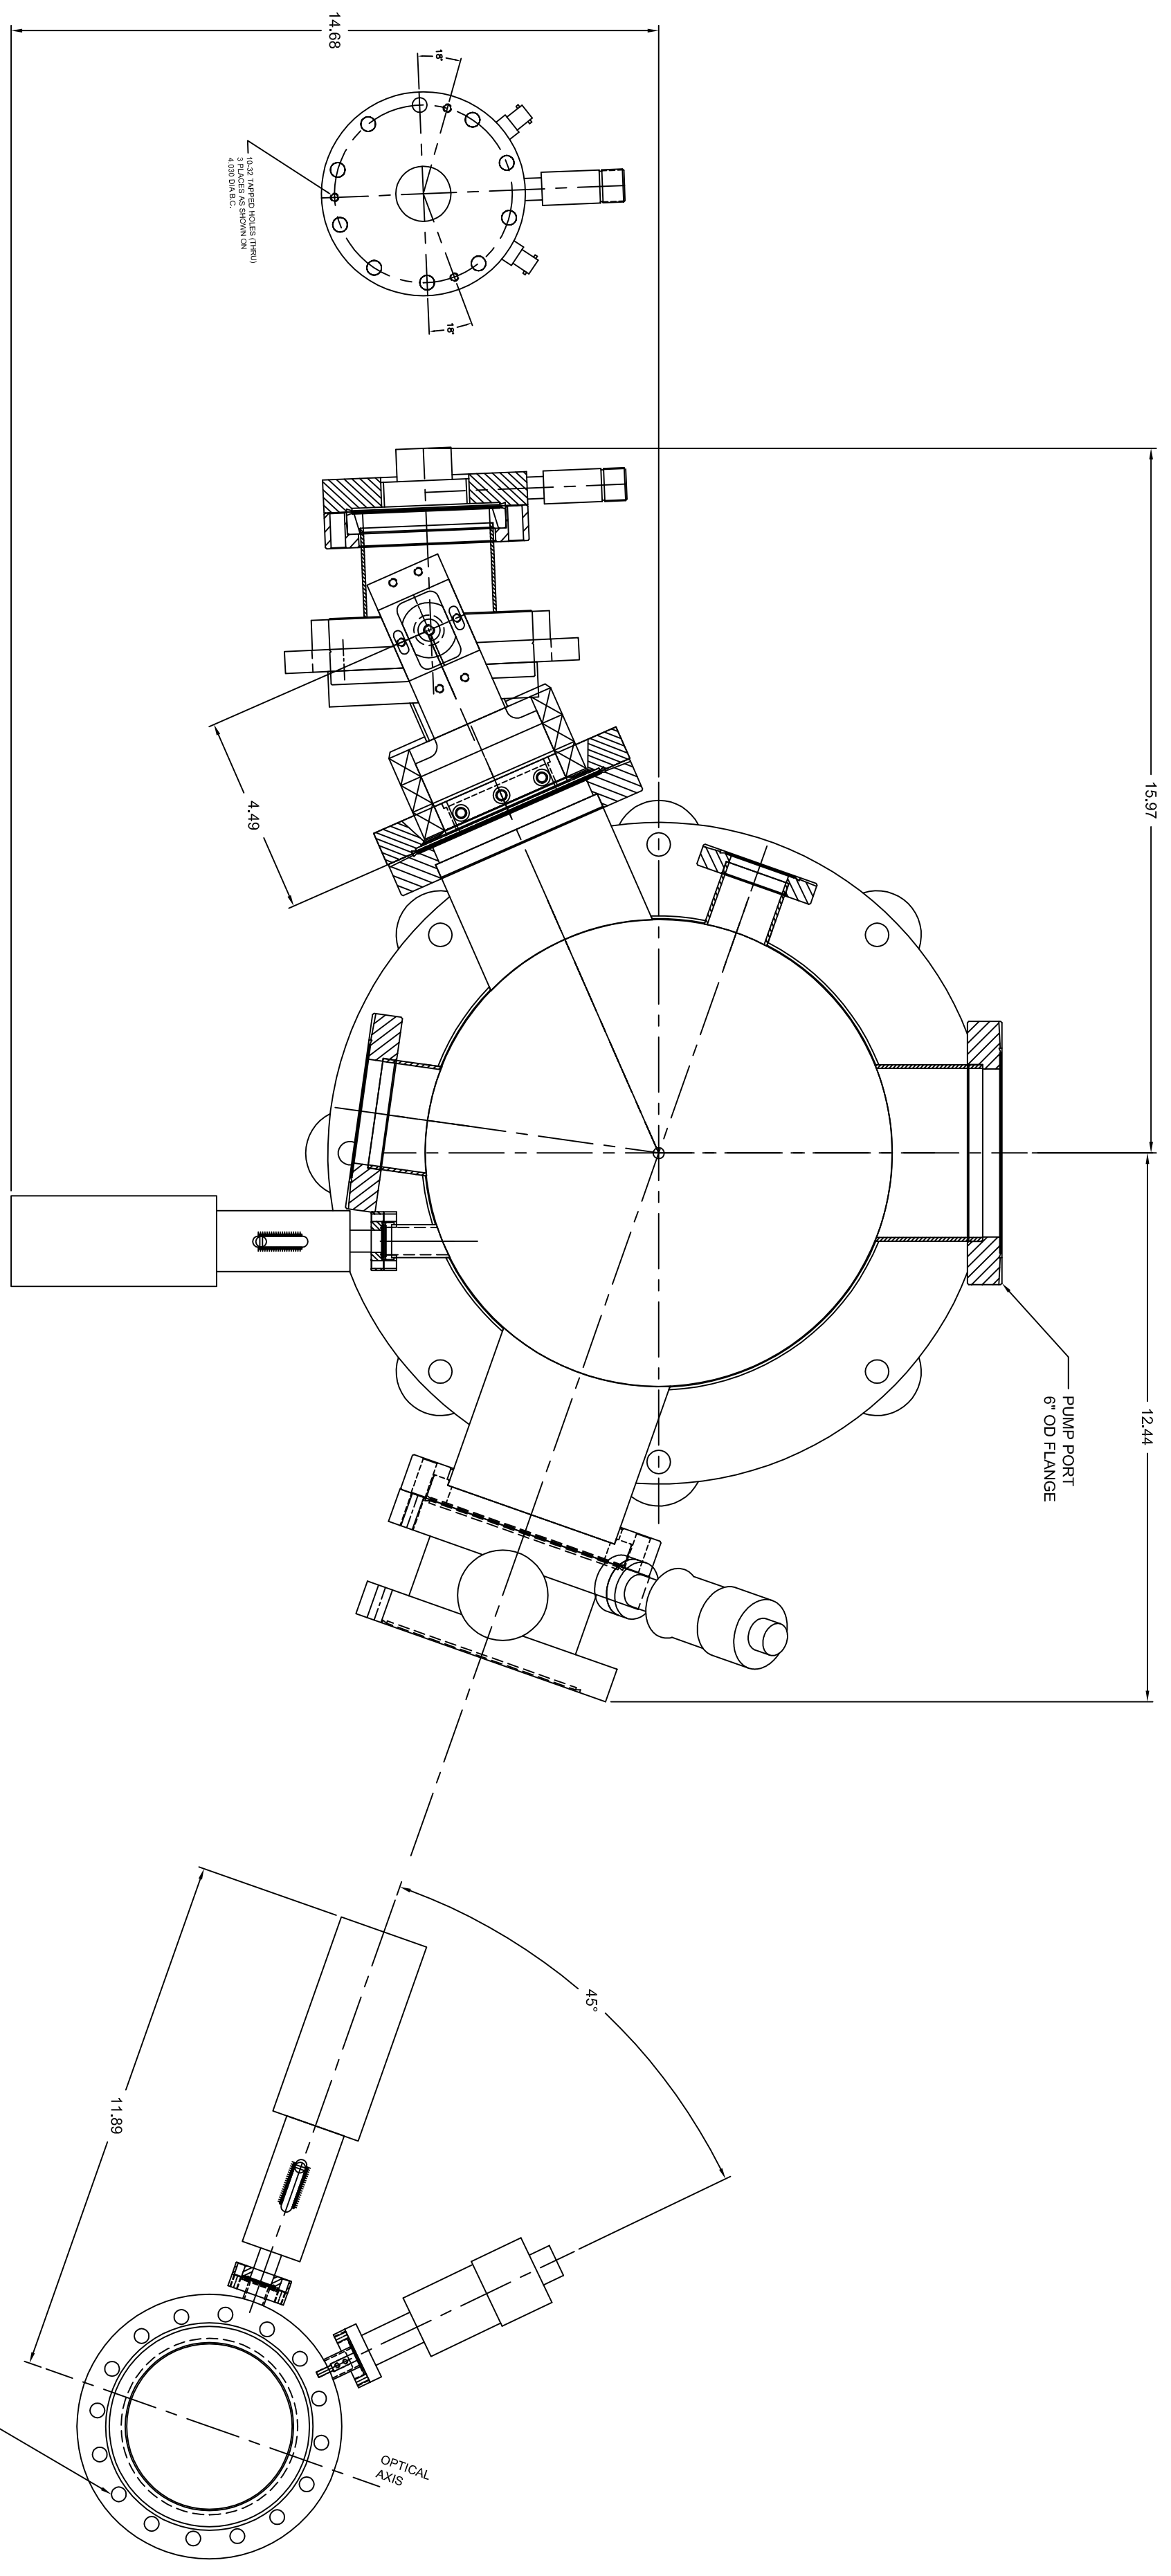 14.68
18°
18°
10-32 TAPPED HOLES (THRU)
3 PLACES AS SHOWN ON
4.030 DIA B.C.
15.97
4.49
PUMP PORT
6" OD FLANGE
12.44
45°
11.89
OPTICAL
AXIS